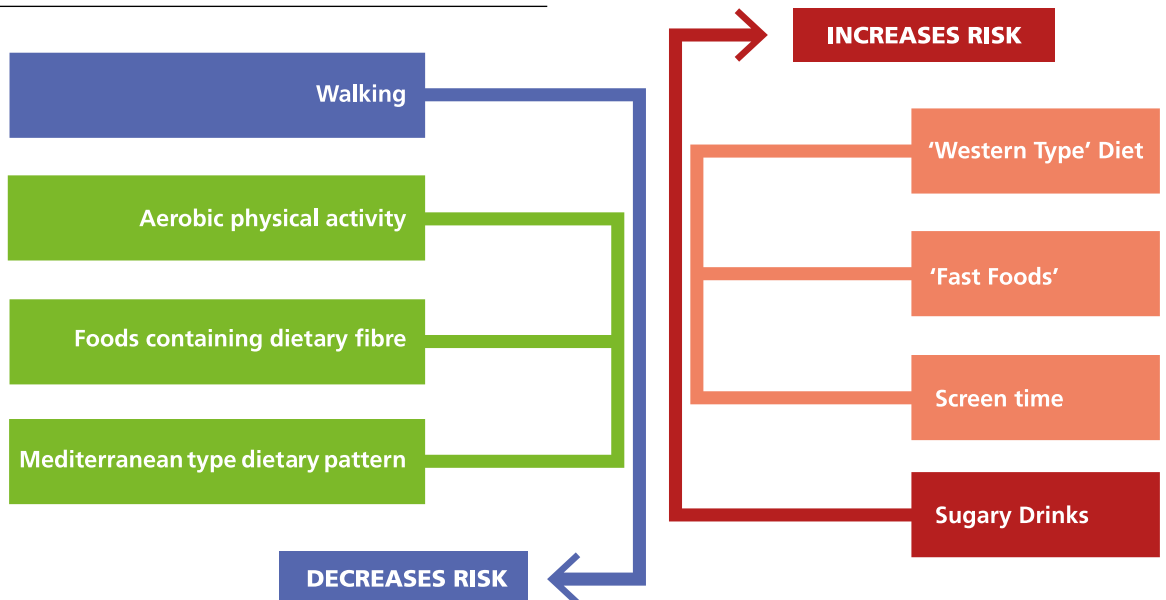 INCREASES RISK
Walking
Aerobic physical activity
Foods containing dietary fibre
Mediterranean type dietary pattern
DECREASES RISK
‘Western Type’ Diet
‘Fast Foods’
Screen time
Sugary Drinks